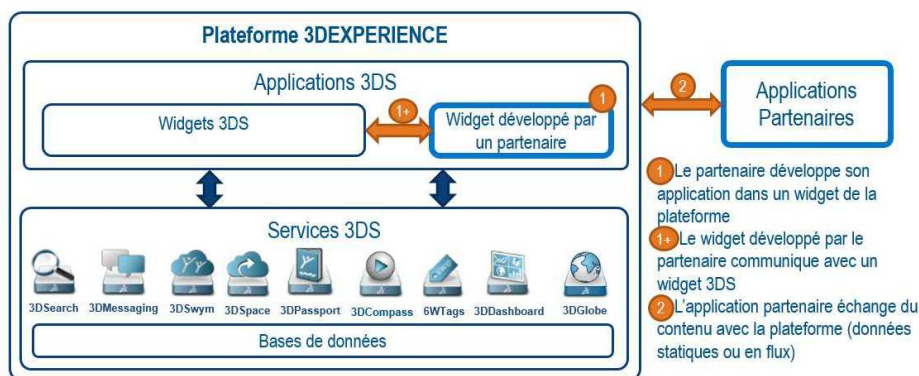 Plateforme 3DEXPERIENCE
Applications 3DS
Widgets 3DS
1+
Widget développé par
un partenaire
1
2
Applications
Partenaires
Services 3DS
3DSearch 3DMessaging 3DSwym 3DSpace 3DPassport 3DCompass 6WTags 3DDashboard 3DGlobe
Bases de données
1 Le partenaire développe son
application dans un widget de la
plateforme
1+ Le widget développé par le
partenaire communique avec un
widget 3DS
2 L'application partenaire échange du
contenu avec la plateforme (données
statiques ou en flux)